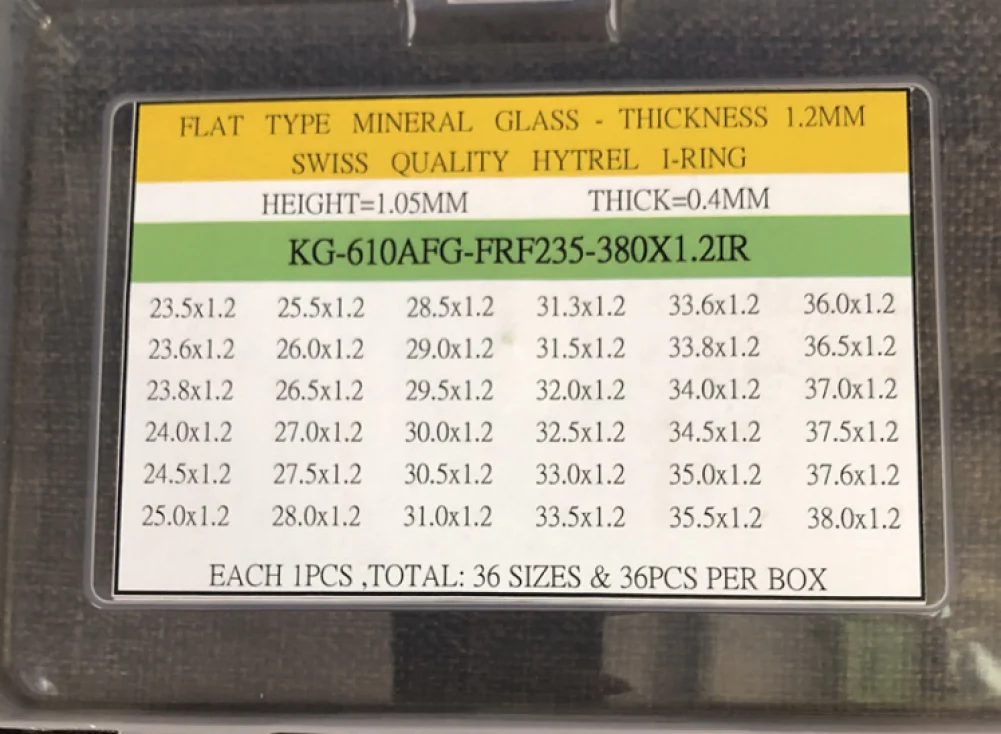 FLAT TYPE MINERAL GLASS - THICKNESS 1.2MM
SWISS QUALITY HYTREL I-RING
HEIGHT=1.05MM THICK=0.4MM
KG-610AFG-FRF235-380X1.2IR
23.5x1.2 25.5x1.2 28.5x1.2 31.3x1.2 33.6x1.2 36.0x1.2
23.6x1.2 26.0x1.2 29.0x1.2 31.5x1.2 33.8x1.2 36.5x1.2
23.8x1.2 26.5x1.2 29.5x1.2 32.0x1.2 34.0x1.2 37.0x1.2
24.0x1.2 27.0x1.2 30.0x1.2 32.5x1.2 34.5x1.2 37.5x1.2
24.5x1.2 27.5x1.2 30.5x1.2 33.0x1.2 35.0x1.2 37.6x1.2
25.0x1.2 28.0x1.2 31.0x1.2 33.5x1.2 35.5x1.2 38.0x1.2
EACH 1PCS ,TOTAL: 36 SIZES & 36PCS PER BOX